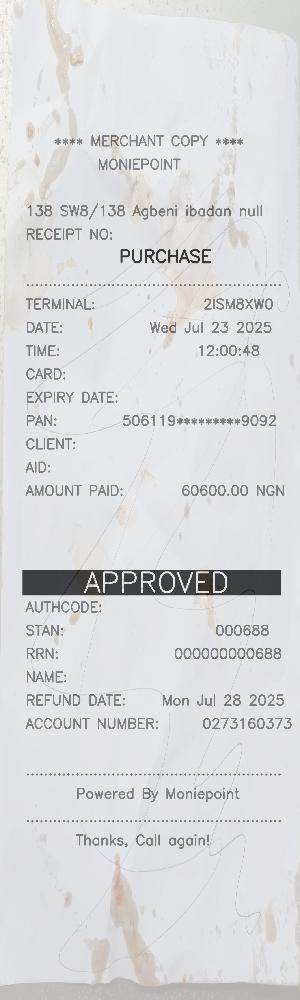 **** MERCHANT COPY ****
MONIEPOINT
138 SW8/138 Agbeni ibadan null
RECEIPT NO:
PURCHASE
TERMINAL: 2ISM8XW0
DATE: Wed Jul 23 2025
TIME: 12:00:48
CARD:
EXPIRY DATE:
PAN: 506119*********9092
CLIENT:
AID:
AMOUNT PAID: 60600.00 NGN
APPROVED
AUTHCODE:
STAN: 000688
RRN: 000000000688
NAME:
REFUND DATE: Mon Jul 28 2025
ACCOUNT NUMBER: 0273160373
Powered By Moniepoint
Thanks, Call again!